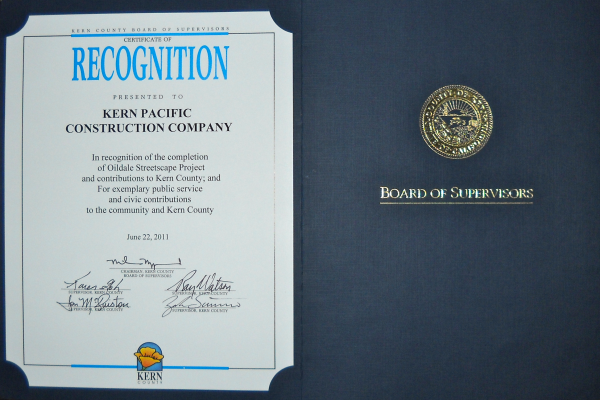 KERN COUNTY BOARD OF SUPERVISORS
CERTIFICATE OF
RECOGNITION
PRESENTED TO
KERN PACIFIC
CONSTRUCTION COMPANY
In recognition of the completion
of Oildale Streetscape Project
and contributions to Kern County; and
For exemplary public service
and civic contributions
to the community and Kern County
June 22, 2011
CHAIRMAN, KERN COUNTY
BOARD OF SUPERVISORS
Ray Watson
SUPERVISOR, KERN COUNTY
SUPERVISOR, KERN COUNTY
SUPERVISOR, KERN COUNTY
SUPERVISOR, KERN COUNTY
KERN
COUNTY
BOARD OF SUPERVISORS